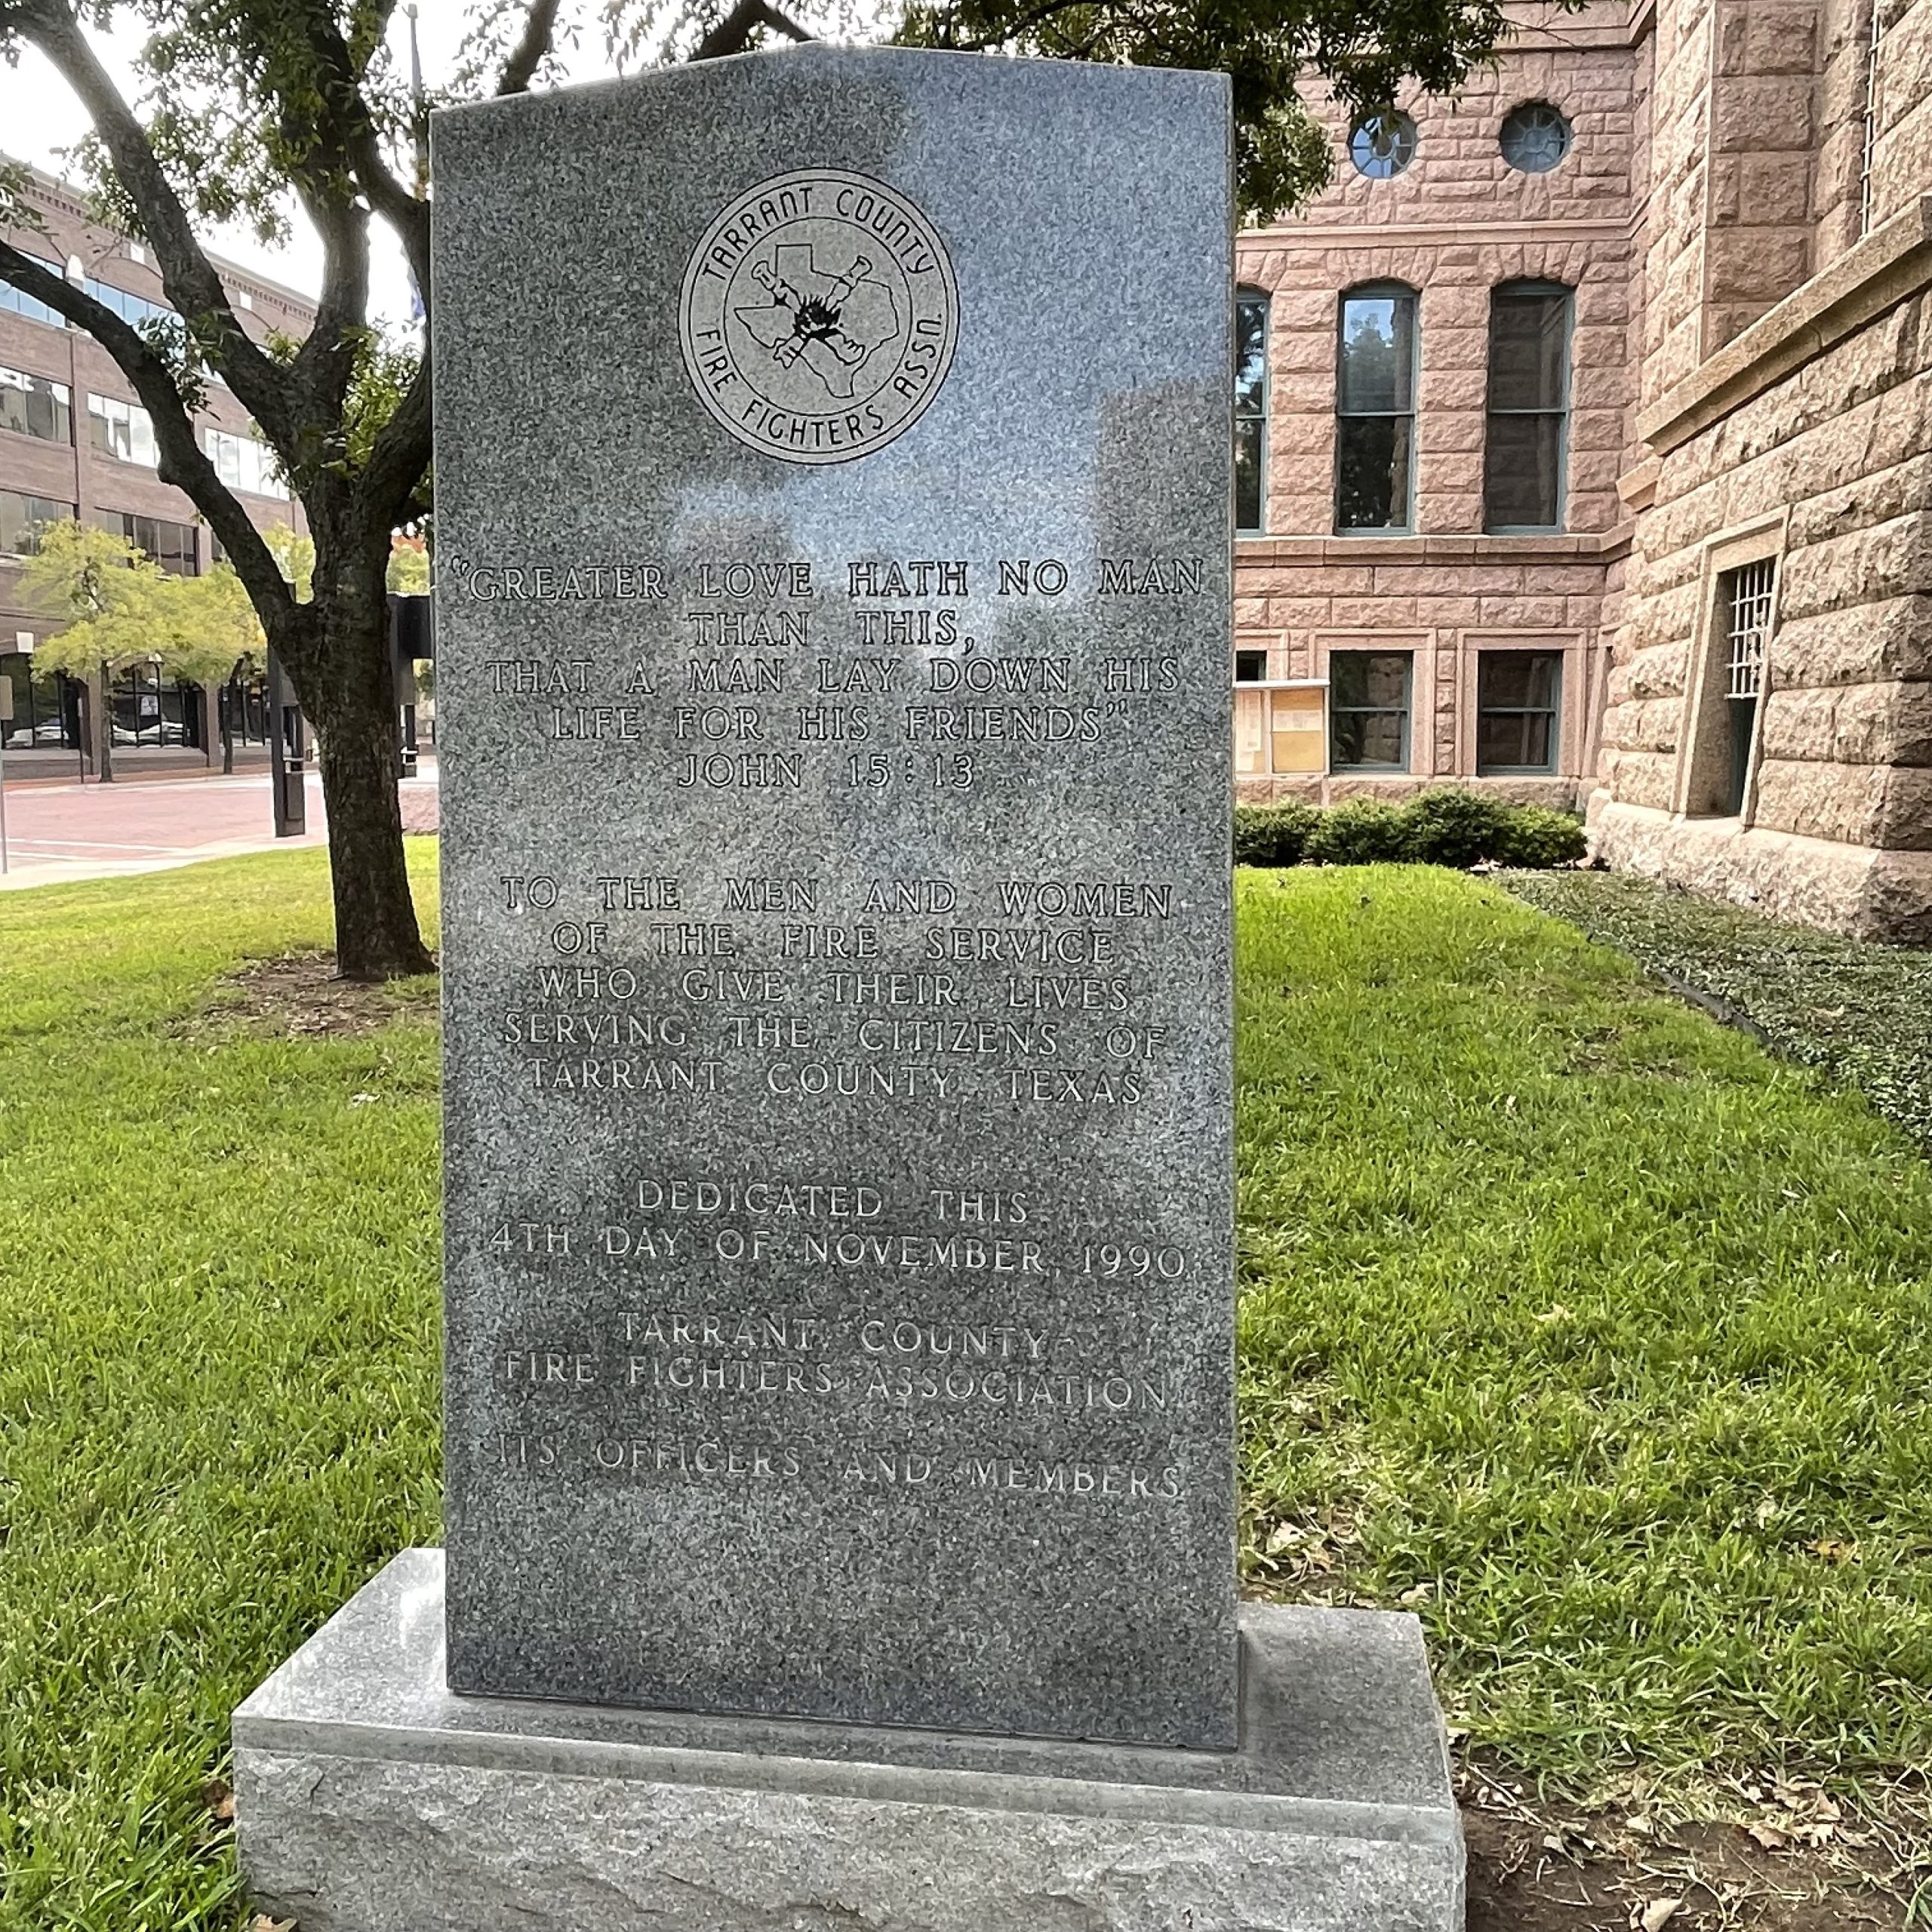 TARRANT COUNTY
FIRE FIGHTERS ASSN.
"GREATER LOVE HATH NO MAN
THAN THIS,
THAT A MAN LAY DOWN HIS
LIFE FOR HIS FRIENDS"
JOHN 15:13
TO THE MEN AND WOMEN
OF THE FIRE SERVICE
WHO GIVE THEIR LIVES
SERVING THE CITIZENS OF
TARRANT COUNTY, TEXAS
DEDICATED THIS
4TH DAY OF NOVEMBER, 1990
TARRANT COUNTY
FIRE FIGHTERS ASSOCIATION
ITS OFFICERS AND MEMBERS